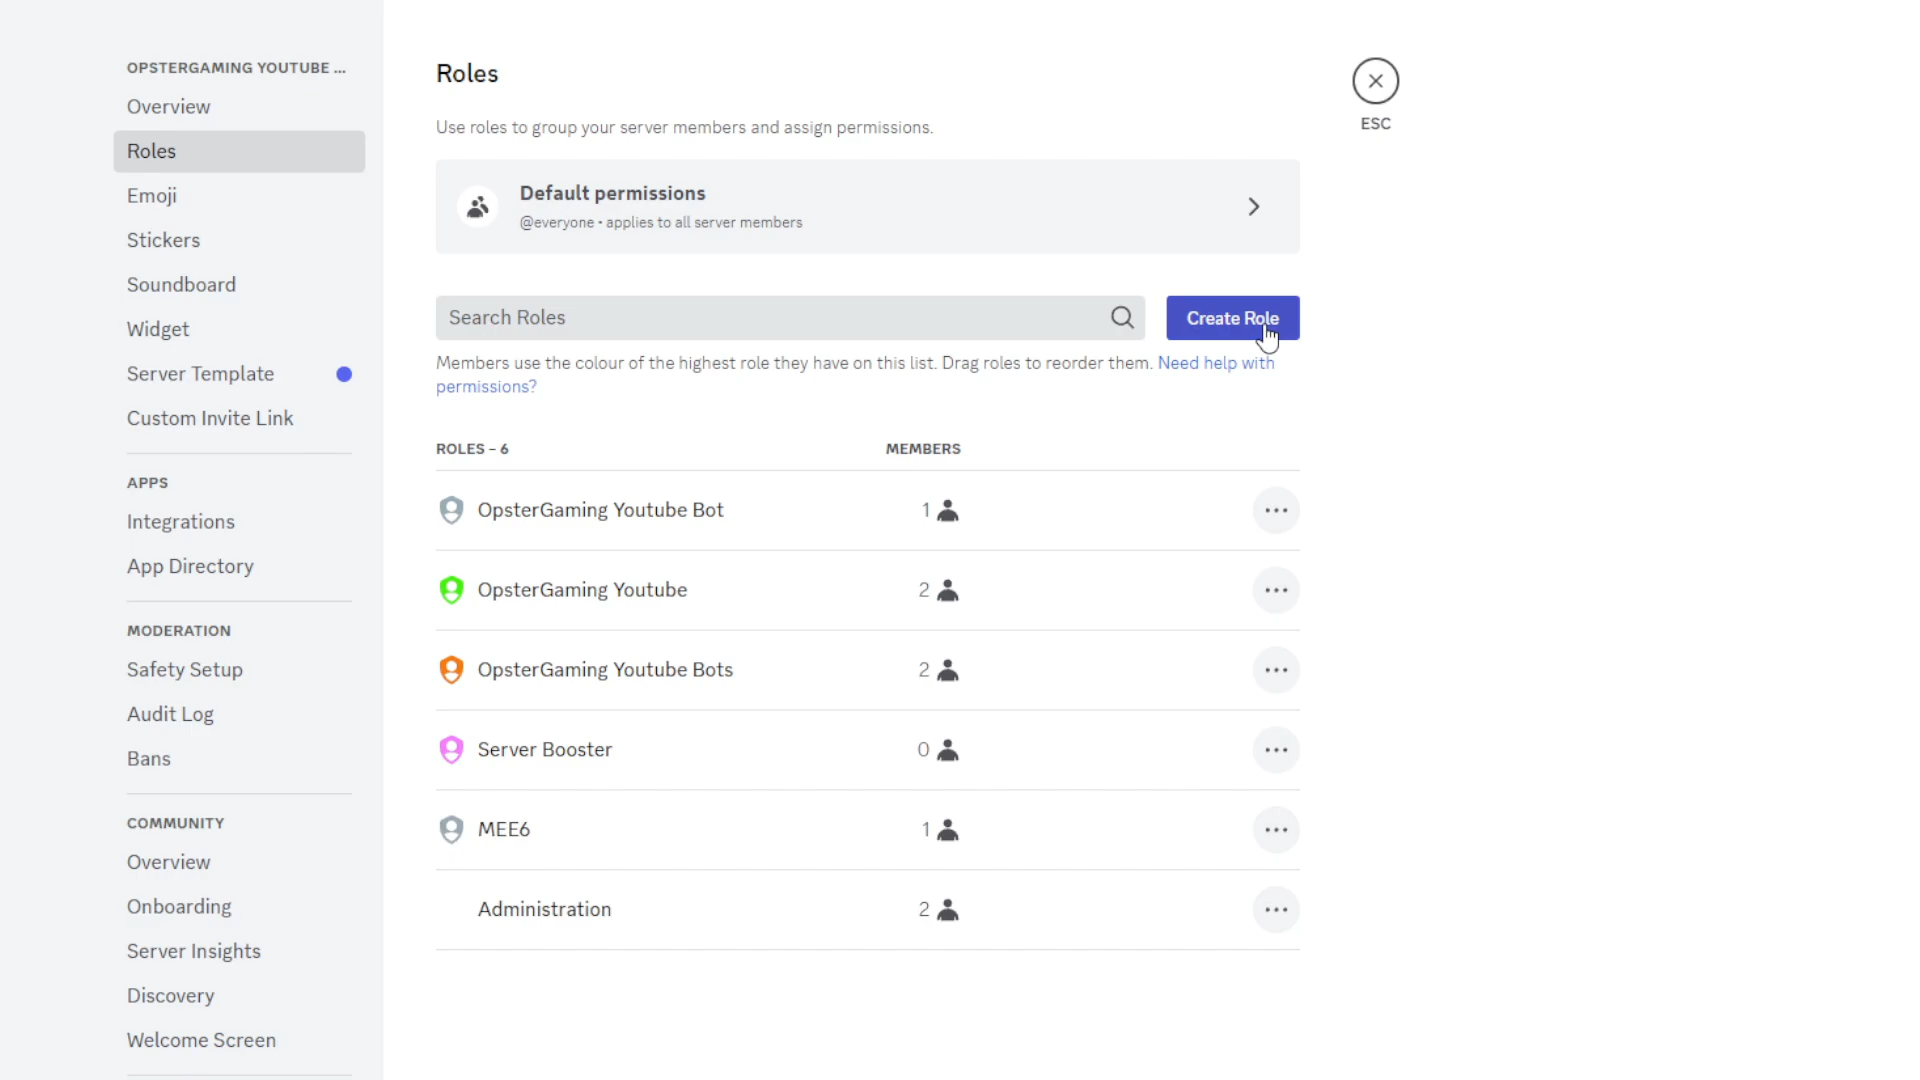 OPSTERGAMING YOUTUBE ...
Overview
Roles
Emoji
Stickers
Soundboard
Widget
Server Template
Custom Invite Link
APPS
Integrations
App Directory
MODERATION
Safety Setup
Audit Log
Bans
COMMUNITY
Overview
Onboarding
Server Insights
Discovery
Welcome Screen
Roles
Use roles to group your server members and assign permissions.
Default permissions
@everyone • applies to all server members
Search Roles
Create Role
Members use the colour of the highest role they have on this list. Drag roles to reorder them. Need help with
permissions?
ROLES – 6 MEMBERS
OpsterGaming Youtube Bot 1
OpsterGaming Youtube 2
OpsterGaming Youtube Bots 2
Server Booster 0
MEE6 1
Administration 2
ESC